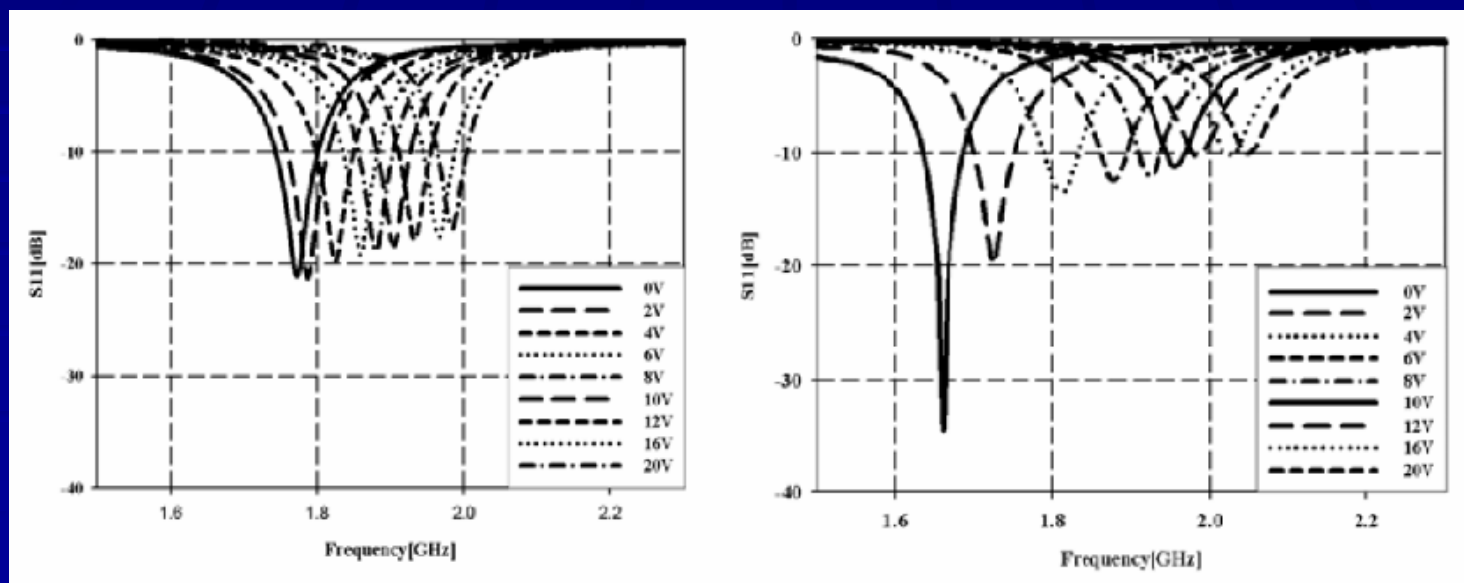 0
-10
-20
-30
-40
S11[dB]
1.6
1.8
2.0
2.2
Frequency[GHz]
0V
2V
4V
6V
8V
10V
12V
16V
20V
0
-10
-20
-30
-40
S11[dB]
1.6
1.8
2.0
2.2
Frequency[GHz]
0V
2V
4V
6V
8V
10V
12V
16V
20V